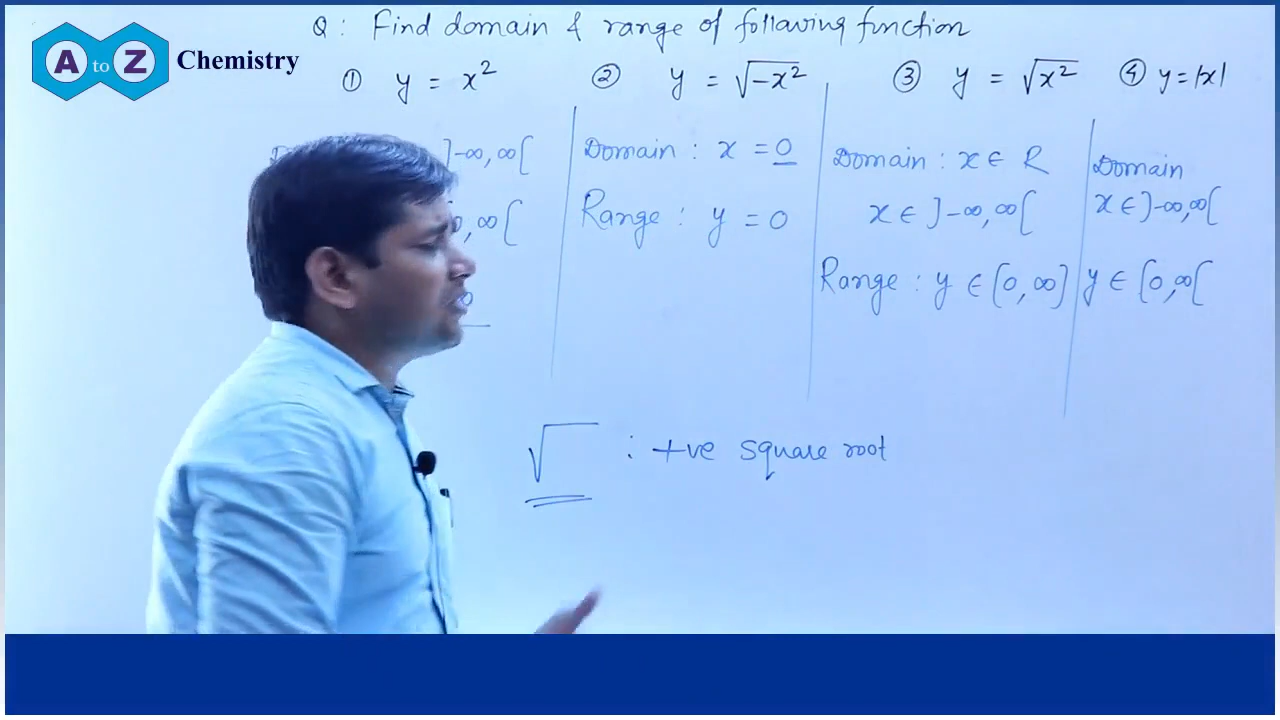 A to Z Chemistry
Q : Find domain & range of following function
① y = x² ② y = √-x² ③ y = √x² ④ y = |x|
]-∞, ∞[
, ∞[
Domain : x = 0
Range : y = 0
Domain : x ∈ R
x ∈ ]-∞, ∞[
Range : y ∈ [0, ∞]
Domain
x ∈ ]-∞, ∞[
y ∈ [0, ∞[
√ : +ve square root